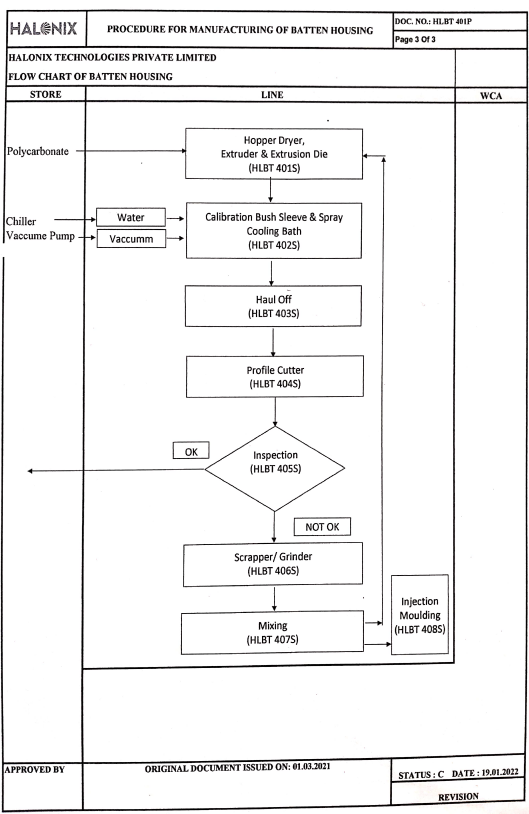 HALONIX
PROCEDURE FOR MANUFACTURING OF BATTEN HOUSING
DOC. NO.: HLBT 401P
Page 3 Of 3
HALONIX TECHNOLOGIES PRIVATE LIMITED
FLOW CHART OF BATTEN HOUSING
STORE
LINE
WCA
Polycarbonate
Hopper Dryer,
Extruder & Extrusion Die
(HLBT 401S)
Chiller
Vaccume Pump
Water
Vaccumm
Calibration Bush Sleeve & Spray
Cooling Bath
(HLBT 402S)
Haul Off
(HLBT 403S)
Profile Cutter
(HLBT 404S)
OK
Inspection
(HLBT 405S)
NOT OK
Scrapper/ Grinder
(HLBT 406S)
Mixing
(HLBT 407S)
Injection
Moulding
(HLBT 408S)
APPROVED BY
ORIGINAL DOCUMENT ISSUED ON: 01.03.2021
STATUS : C DATE : 19.01.2022
REVISION